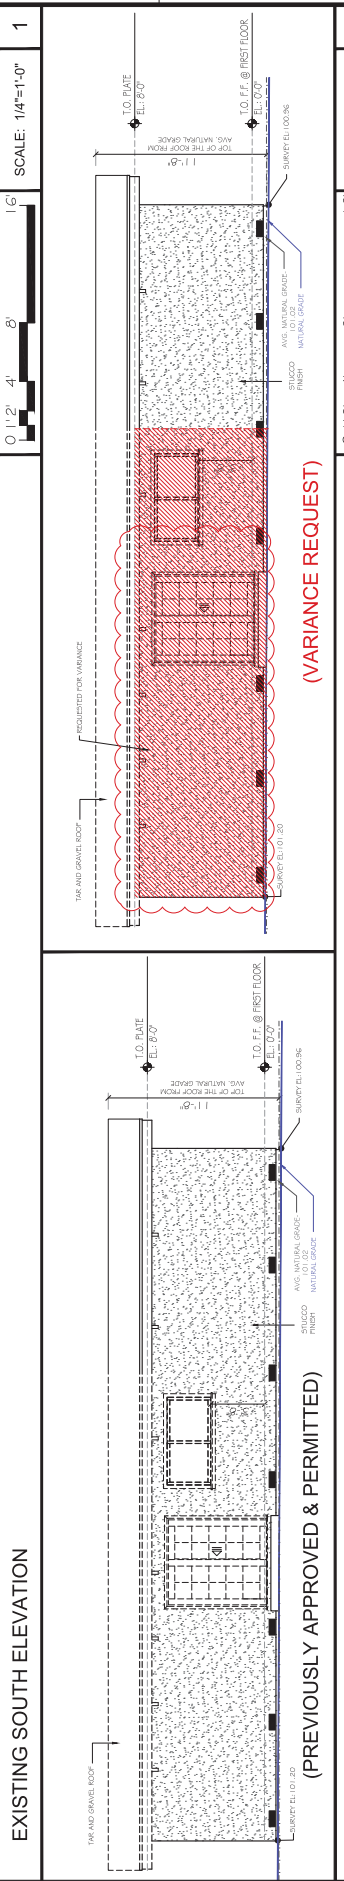 EXISTING SOUTH ELEVATION
0 1' 2' 4' 8' 16'
SCALE: 1/4"=1'-0"
1
TAR AND GRAVEL ROOF
T.O. PLATE
EL.: 8'-0"
T.O. F.F. @ FIRST FLOOR
EL.: 0'-0"
11'-8"
TOP OF THE ROOF FROM
AVG. NATURAL GRADE
SURVEY EL:101.20
STUCCO
FINISH
AVG. NATURAL GRADE
101.02
NATURAL GRADE
SURVEY EL:100.96
(PREVIOUSLY APPROVED & PERMITTED)
TAR AND GRAVEL ROOF
REQUESTED FOR VARIANCE
T.O. PLATE
EL.: 8'-0"
T.O. F.F. @ FIRST FLOOR
EL.: 0'-0"
11'-8"
TOP OF THE ROOF FROM
AVG. NATURAL GRADE
SURVEY EL:101.20
STUCCO
FINISH
AVG. NATURAL GRADE
101.02
NATURAL GRADE
SURVEY EL:100.96
(VARIANCE REQUEST)